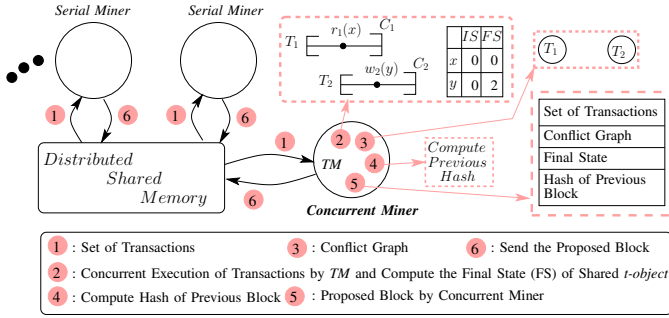 Serial Miner
Serial Miner
1
6
1
6
Distributed
Shared
Memory
1
6
TM
2
3
4
5
Concurrent Miner
T1
r1(x)
C1
T2
w2(y)
C2
IS FS
x 0 0
y 0 2
T1
T2
Compute
Previous
Hash
Set of Transactions
Conflict Graph
Final State
Hash of Previous
Block
1 : Set of Transactions
3 : Conflict Graph
6 : Send the Proposed Block
2 : Concurrent Execution of Transactions by TM and Compute the Final State (FS) of Shared t-object
4 : Compute Hash of Previous Block
5 : Proposed Block by Concurrent Miner